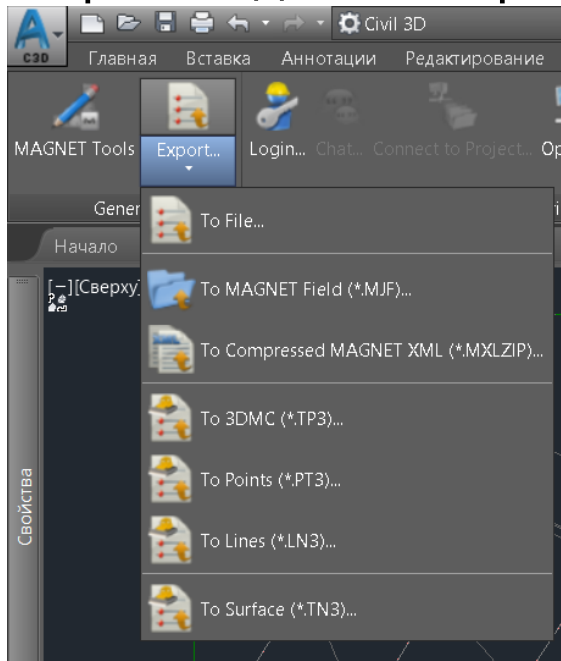 Civil 3D
C3D
Главная Вставка Аннотации Редактирование
MAGNET Tools Export... Login... Chat... Connect to Project...
Начало
To File...
[–][Сверху]
To MAGNET Field (*.MJF)...
To Compressed MAGNET XML (*.MXLZIP)...
To 3DMC (*.TP3)...
To Points (*.PT3)...
To Lines (*.LN3)...
To Surface (*.TN3)...
Свойства